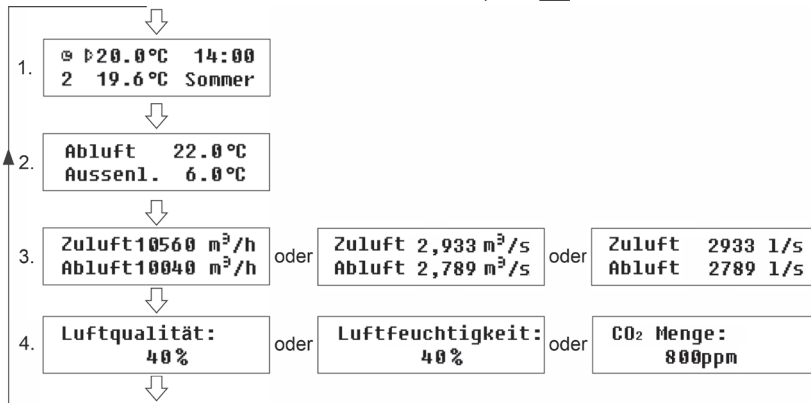 1.
⊕ ▷20.0°C 14:00
2 19.6°C Sommer
2.
Abluft 22.0°C
Aussenl. 6.0°C
3.
Zuluft10560 m³/h
Abluft10040 m³/h
oder
Zuluft 2,933 m³/s
Abluft 2,789 m³/s
oder
Zuluft 2933 l/s
Abluft 2789 l/s
4.
Luftqualität:
40%
oder
Luftfeuchtigkeit:
40%
oder
CO₂ Menge:
800ppm